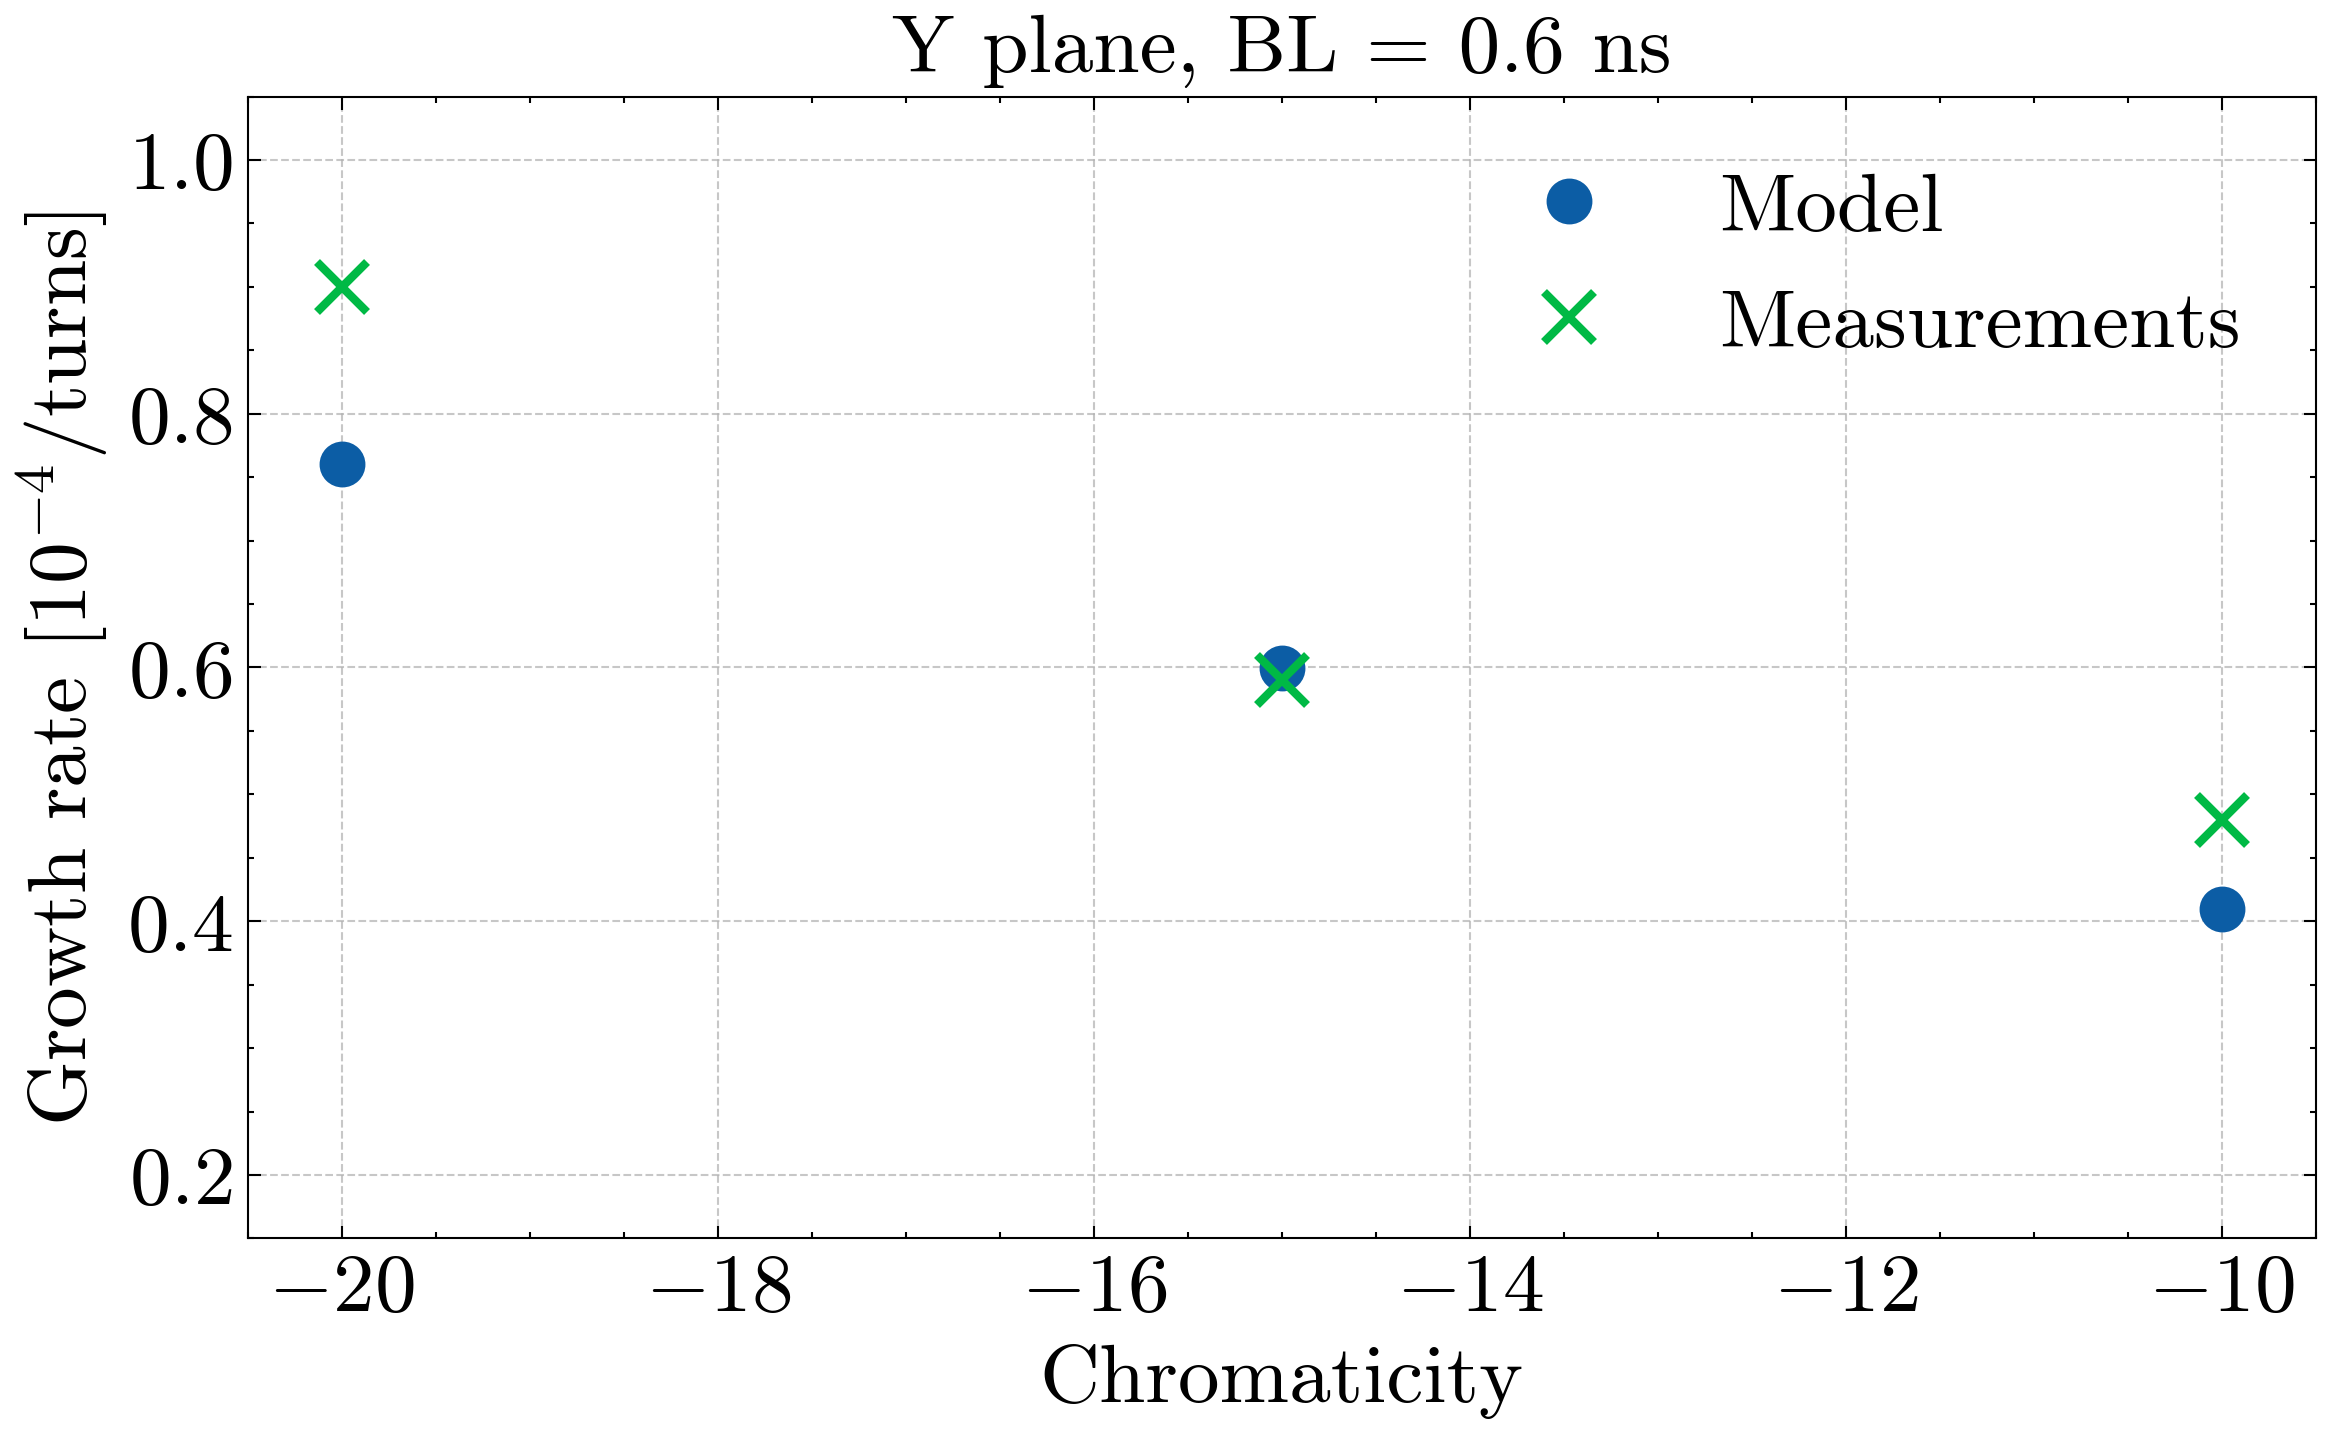 Y plane, BL = 0.6 ns
Growth rate [10⁻⁴/turns]
1.0
0.8
0.6
0.4
0.2
Model
Measurements
−20 −18 −16 −14 −12 −10
Chromaticity